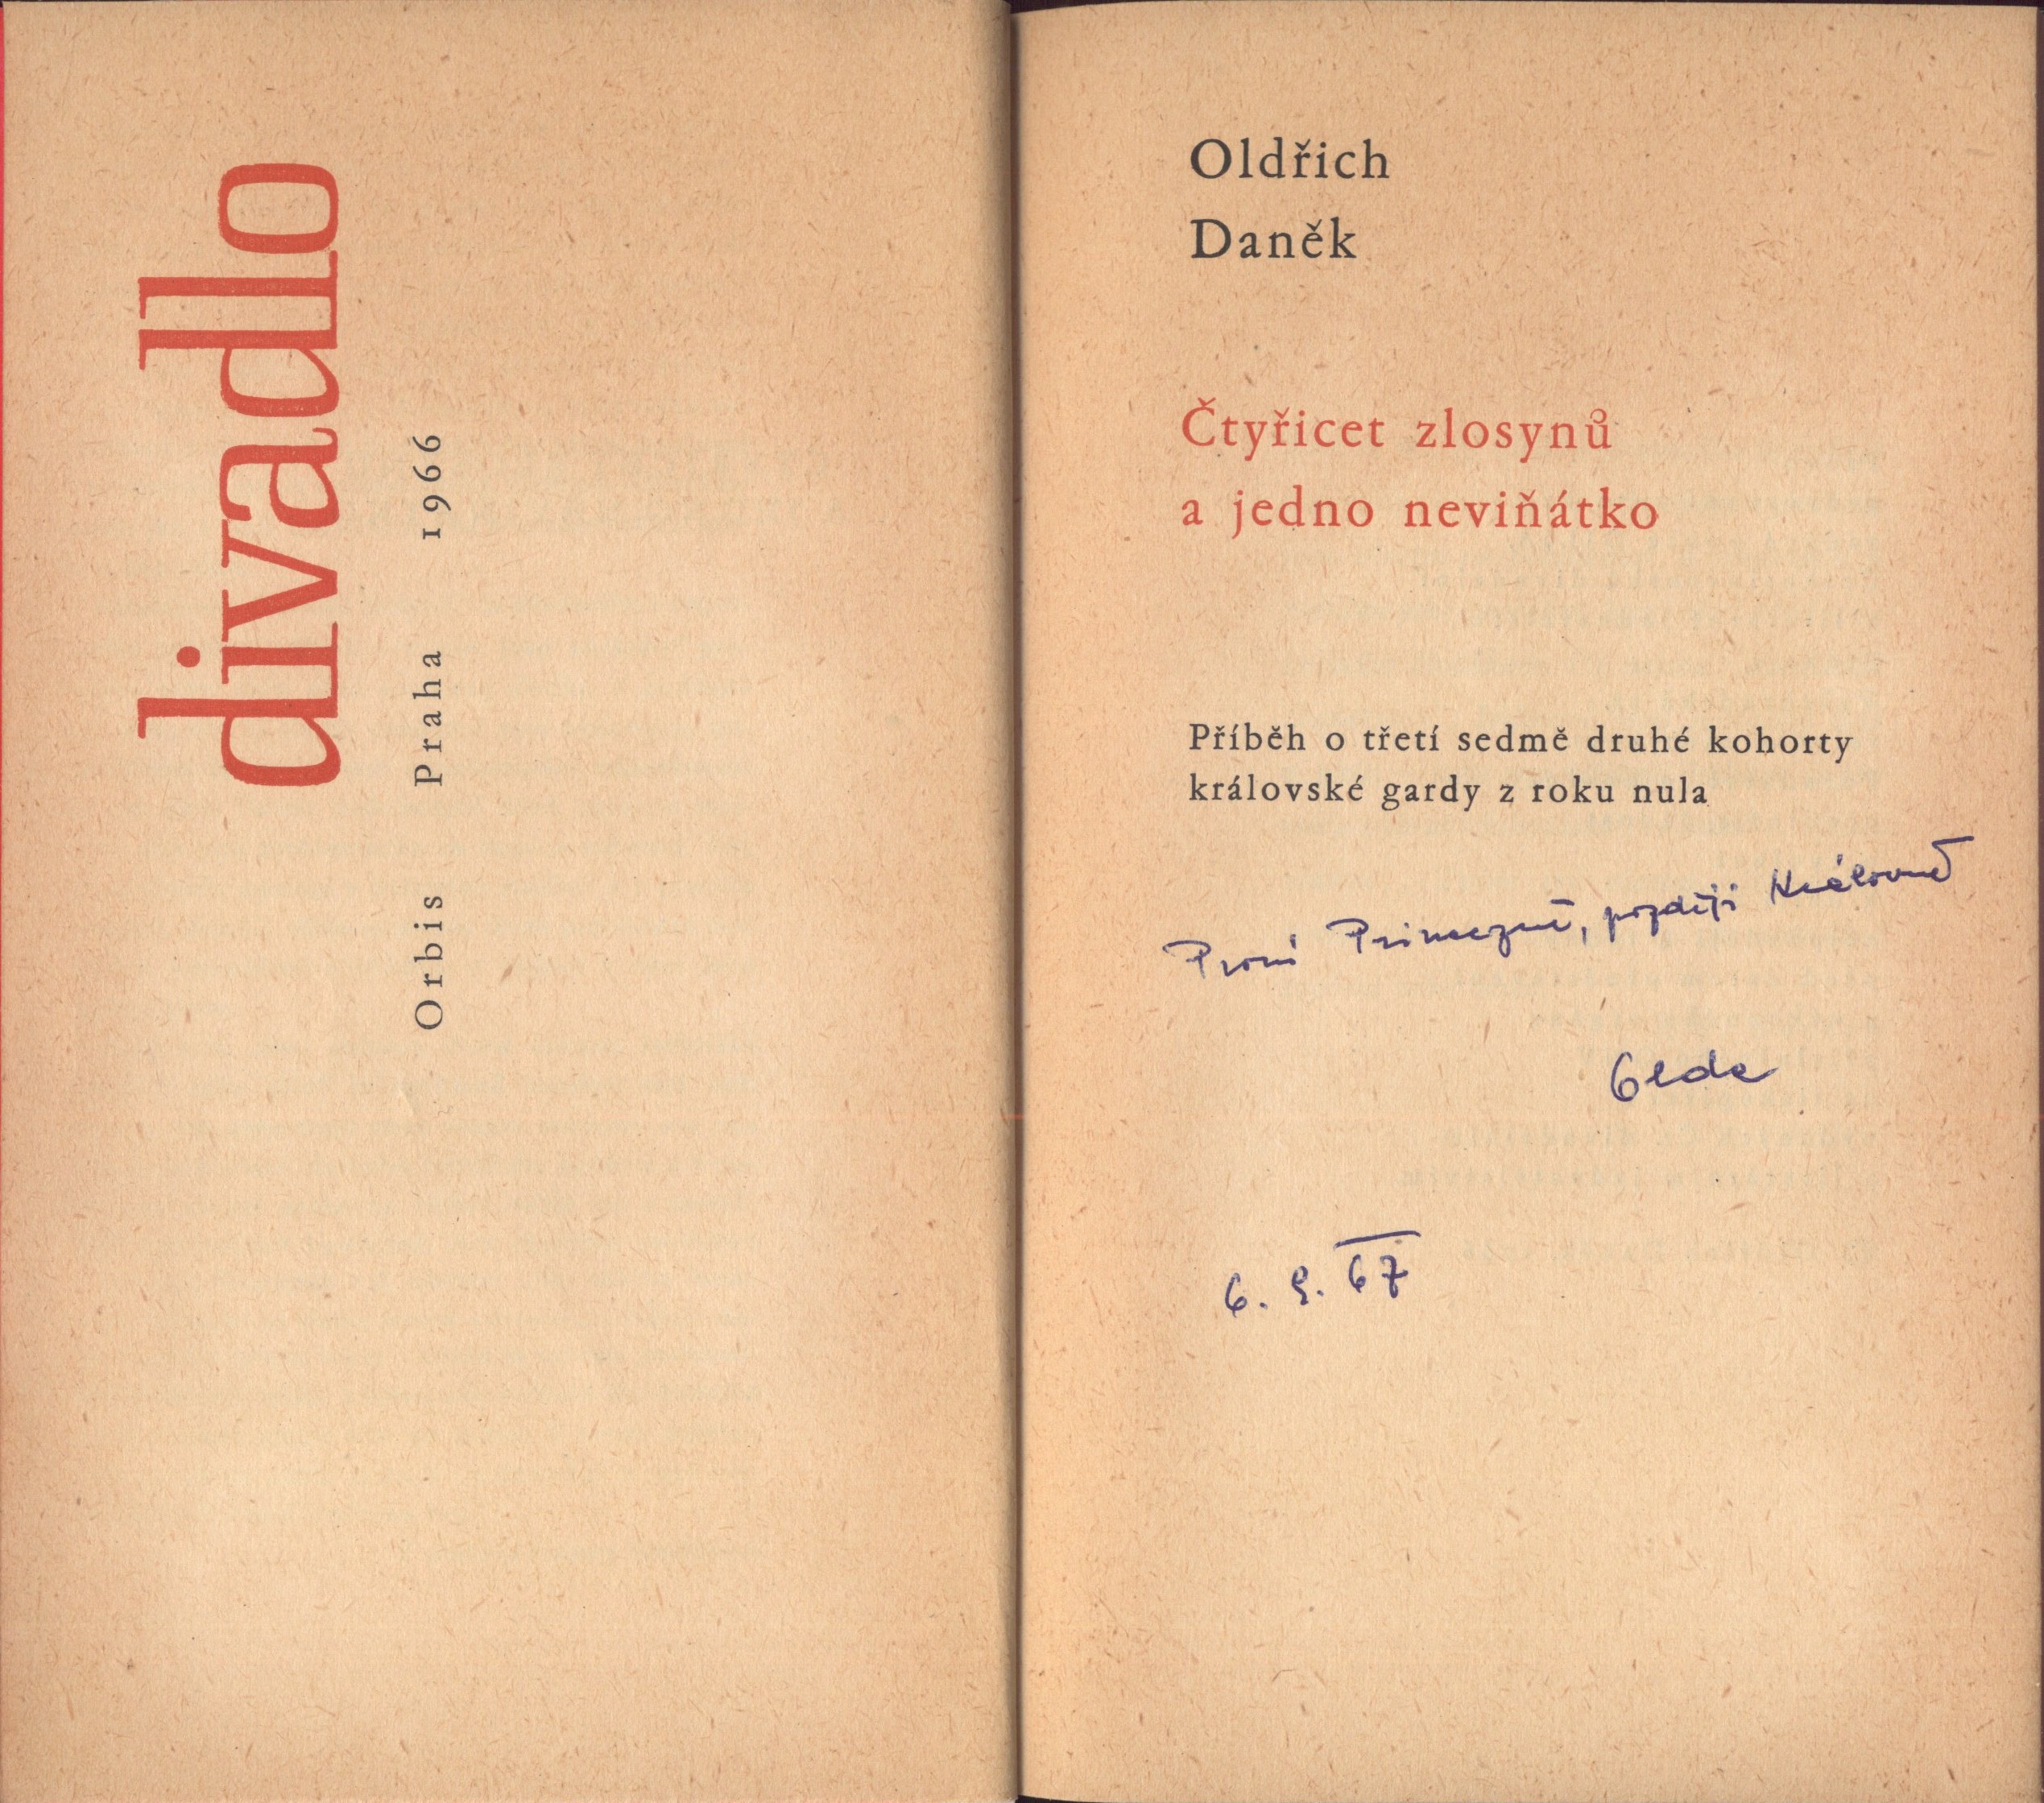 divadlo
Orbis Praha 1966
Oldřich
Daněk
Čtyřicet zlosynů
a jedno neviňátko
Příběh o třetí sedmě druhé kohorty
královské gardy z roku nula
První Princezně, později Královně
Olda
6. 9. 67